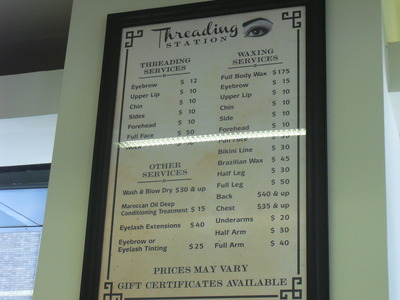 Threading
STATION
THREADING
SERVICES
Eyebrow $ 12
Upper Lip $ 10
Chin $ 10
Sides $ 10
Forehead $ 10
Full Face $ 50
OTHER
SERVICES
Wash & Blow Dry $30 & up
Maroccan Oil Deep
Conditioning Treatment $ 15
Eyelash Extensions $40
Eyebrow or
Eyelash Tinting $25
WAXING
SERVICES
Full Body Wax $175
Eyebrow $ 15
Upper Lip $ 10
Chin $ 10
Side $ 10
Forehead $ 10
Full Face
Bikini Line $ 30
Brazilian Wax $ 45
Half Leg $ 30
Full Leg $ 50
Back $40 & up
Chest $35 & up
Underarms $ 20
Half Arm $ 30
Full Arm $ 40
PRICES MAY VARY
GIFT CERTIFICATES AVAILABLE